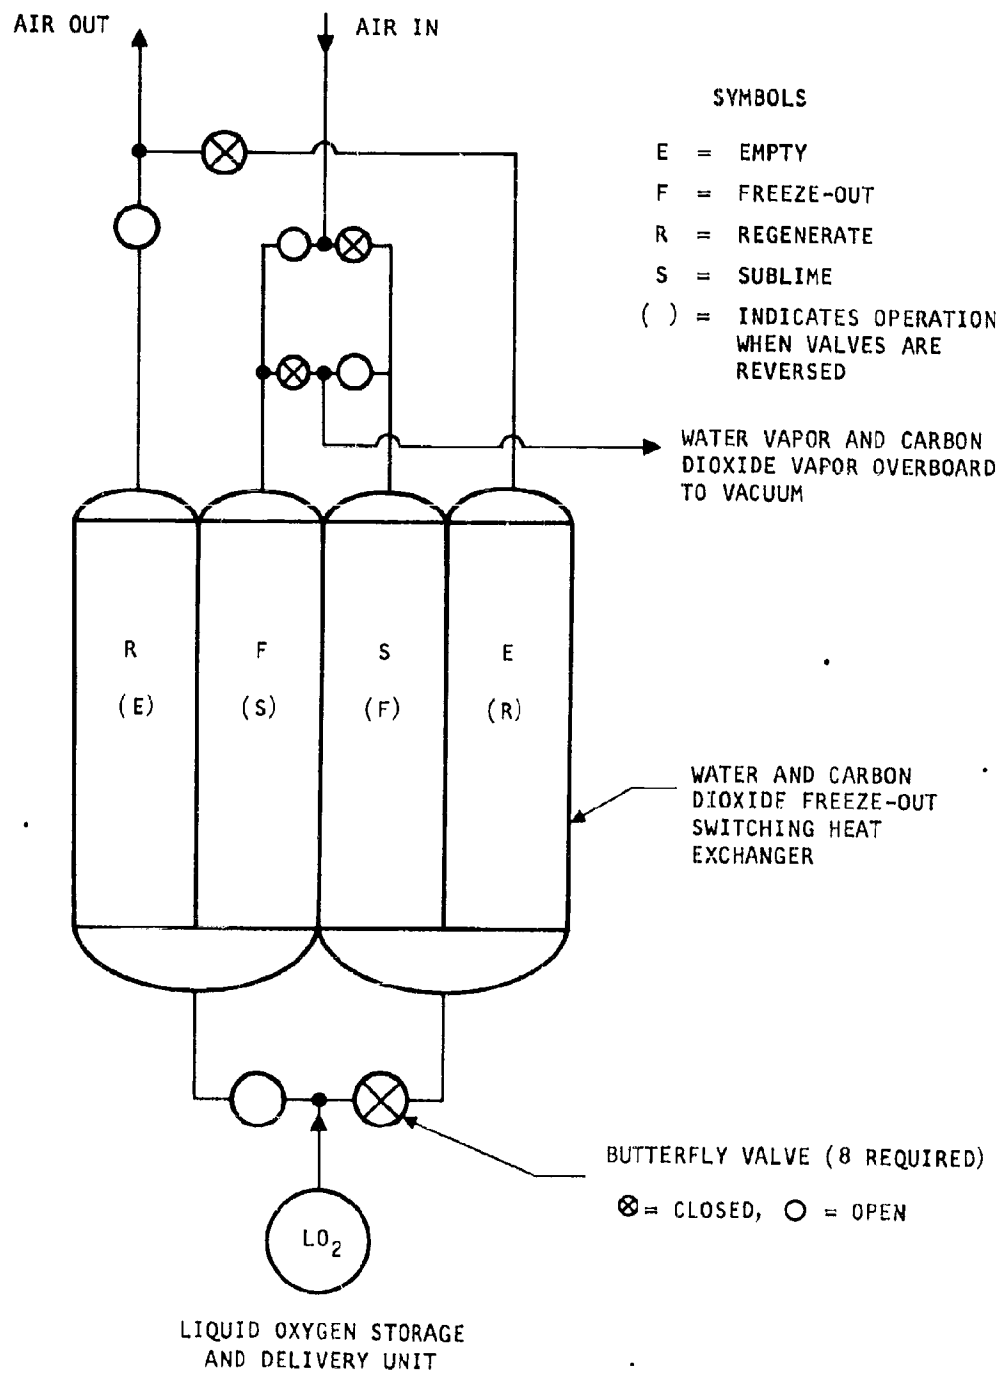 AIR OUT
AIR IN
SYMBOLS
E = EMPTY
F = FREEZE-OUT
R = REGENERATE
S = SUBLIME
( ) = INDICATES OPERATION
WHEN VALVES ARE
REVERSED
WATER VAPOR AND CARBON
DIOXIDE VAPOR OVERBOARD
TO VACUUM
R F S E
(E) (S) (F) (R)
WATER AND CARBON
DIOXIDE FREEZE-OUT
SWITCHING HEAT
EXCHANGER
BUTTERFLY VALVE (8 REQUIRED)
⊗ = CLOSED, ○ = OPEN
LO₂
LIQUID OXYGEN STORAGE
AND DELIVERY UNIT